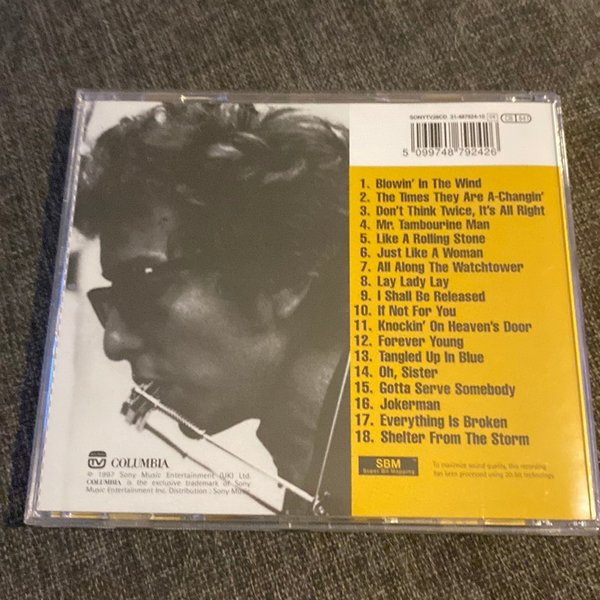 SONYTV28CD 31-487924-10
5 099748 792426
1. Blowin' In The Wind
2. The Times They Are A-Changin'
3. Don't Think Twice, It's All Right
4. Mr. Tambourine Man
5. Like A Rolling Stone
6. Just Like A Woman
7. All Along The Watchtower
8. Lay Lady Lay
9. I Shall Be Released
10. If Not For You
11. Knockin' On Heaven's Door
12. Forever Young
13. Tangled Up In Blue
14. Oh, Sister
15. Gotta Serve Somebody
16. Jokerman
17. Everything Is Broken
18. Shelter From The Storm
SBM
Super Bit Mapping
To maximize sound quality, this recording
has been processed using 20-bit technology.
TV COLUMBIA
℗ 1997 Sony Music Entertainment (UK) Ltd.
COLUMBIA is the exclusive trademark of Sony
Music Entertainment Inc. Distribution : Sony Music